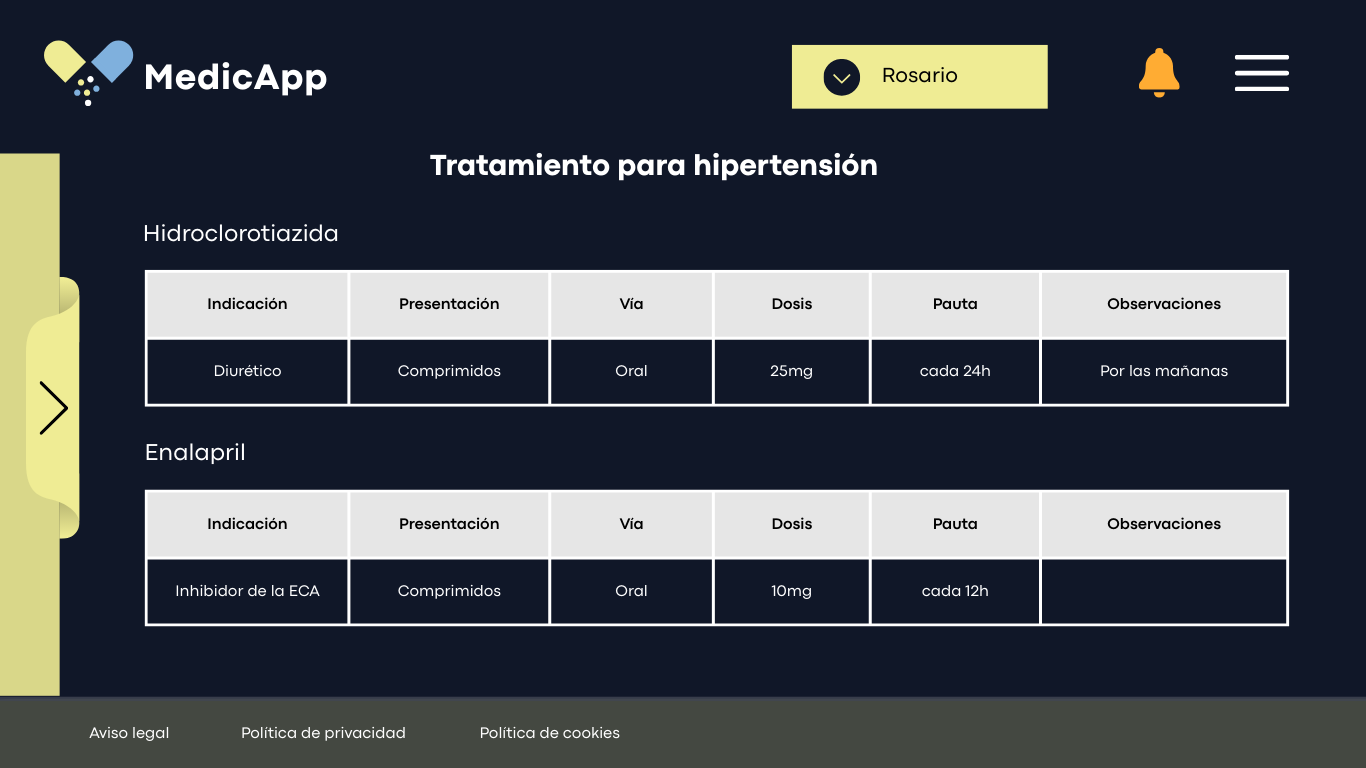 MedicApp
Rosario
Tratamiento para hipertensión
Hidroclorotiazida
Indicación Presentación Vía Dosis Pauta Observaciones
Diurético Comprimidos Oral 25mg cada 24h Por las mañanas
Enalapril
Indicación Presentación Vía Dosis Pauta Observaciones
Inhibidor de la ECA Comprimidos Oral 10mg cada 12h
Aviso legal Política de privacidad Política de cookies